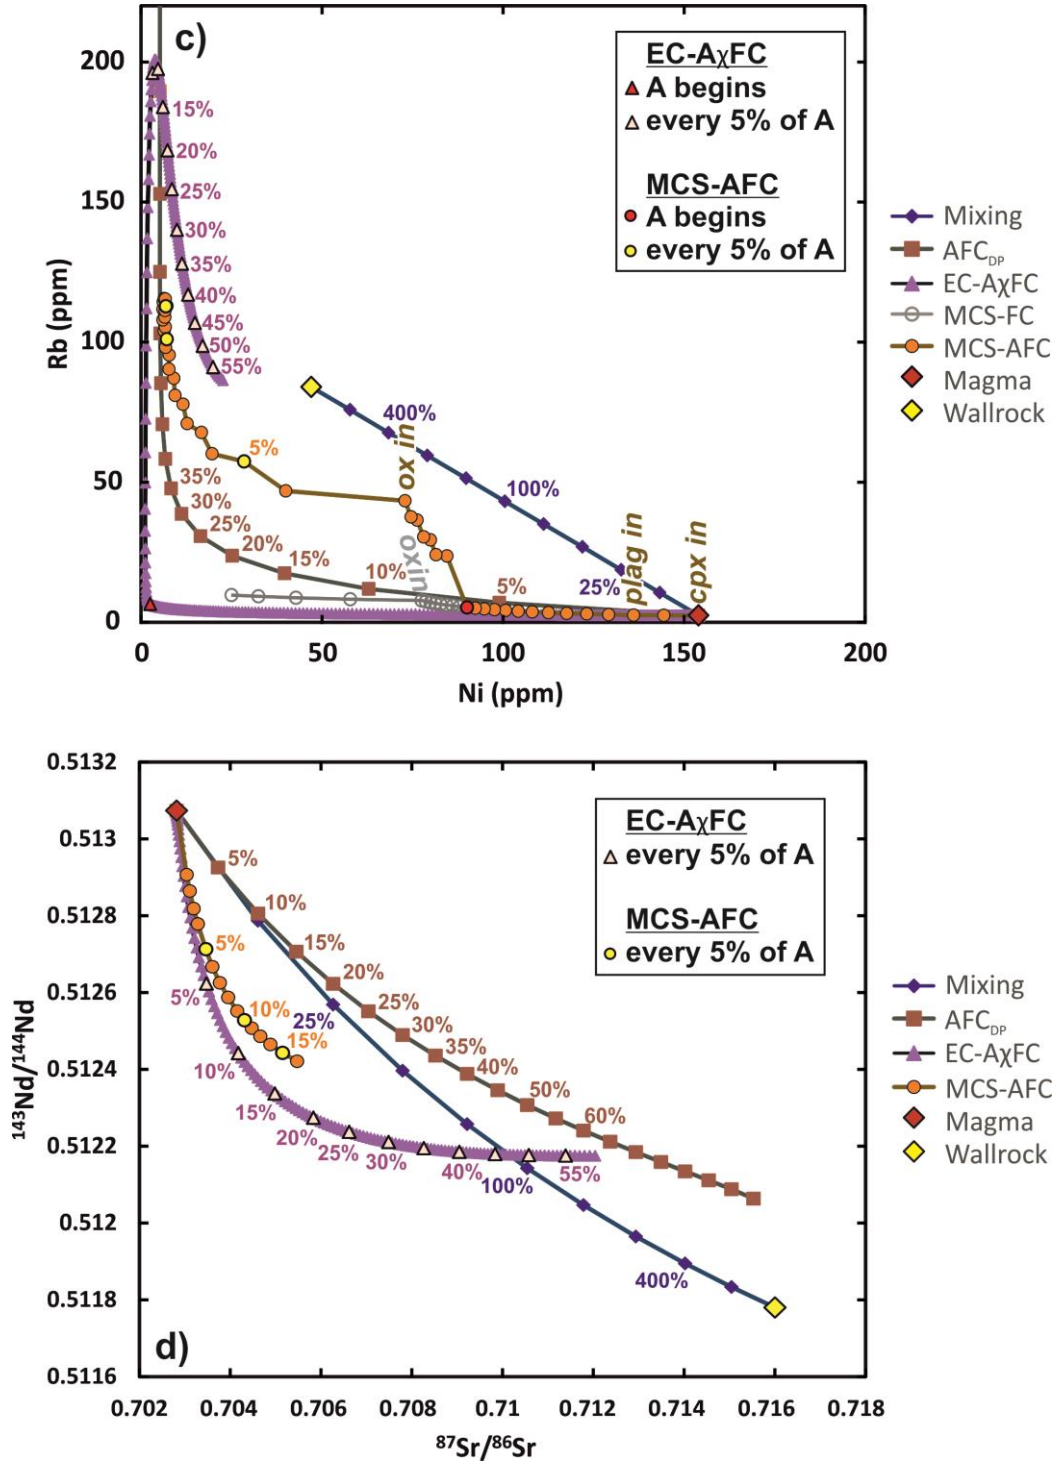 c)
EC-AχFC
A begins
every 5% of A
MCS-AFC
A begins
every 5% of A
Mixing
AFCDP
EC-AχFC
MCS-FC
MCS-AFC
Magma
Wallrock
200
150
100
50
0
Rb (ppm)
15%
20%
25%
30%
35%
40%
45%
50%
55%
400%
100%
25%
5%
ox in
ox in
plag in
cpx in
35%
30%
25%
20%
15%
10%
5%
0
50
100
150
200
Ni (ppm)
0.5132
0.513
0.5128
0.5126
0.5124
0.5122
0.512
0.5118
0.5116
143Nd/144Nd
EC-AχFC
every 5% of A
MCS-AFC
every 5% of A
Mixing
AFCDP
EC-AχFC
MCS-AFC
Magma
Wallrock
5%
10%
15%
20%
25%
30%
35%
40%
50%
60%
25%
100%
400%
5%
10%
15%
5%
10%
15%
20%
25%
30%
40%
55%
d)
0.702
0.704
0.706
0.708
0.71
0.712
0.714
0.716
0.718
87Sr/86Sr